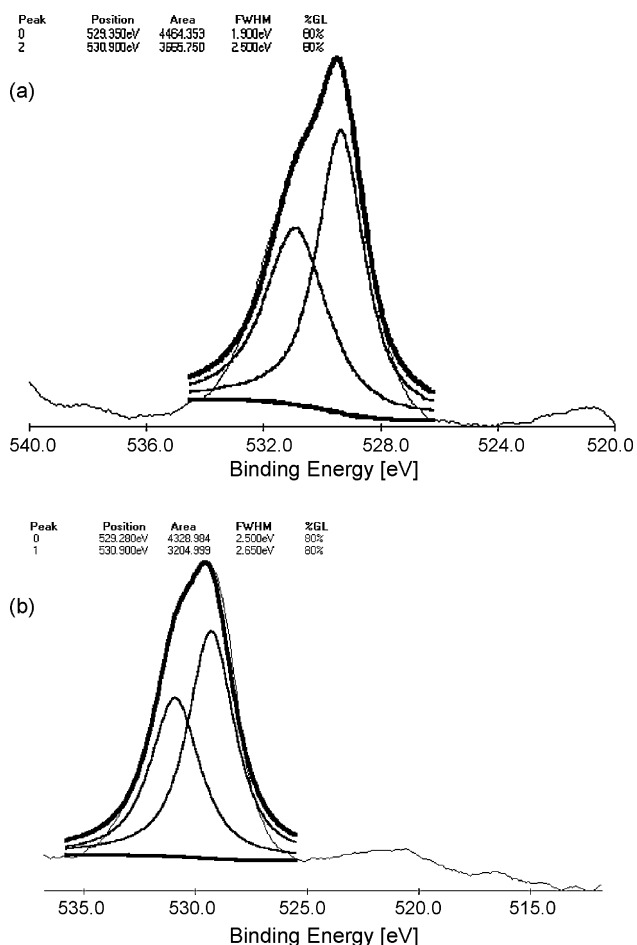 Peak Position Area FWHM %GL
0 529.350eV 4464.353 1.900eV 80%
2 530.900eV 3665.750 2.500eV 80%
(a)
540.0 536.0 532.0 528.0 524.0 520.0
Binding Energy [eV]
Peak Position Area FWHM %GL
0 529.280eV 4328.984 2.500eV 80%
1 530.900eV 3204.999 2.650eV 80%
(b)
535.0 530.0 525.0 520.0 515.0
Binding Energy [eV]